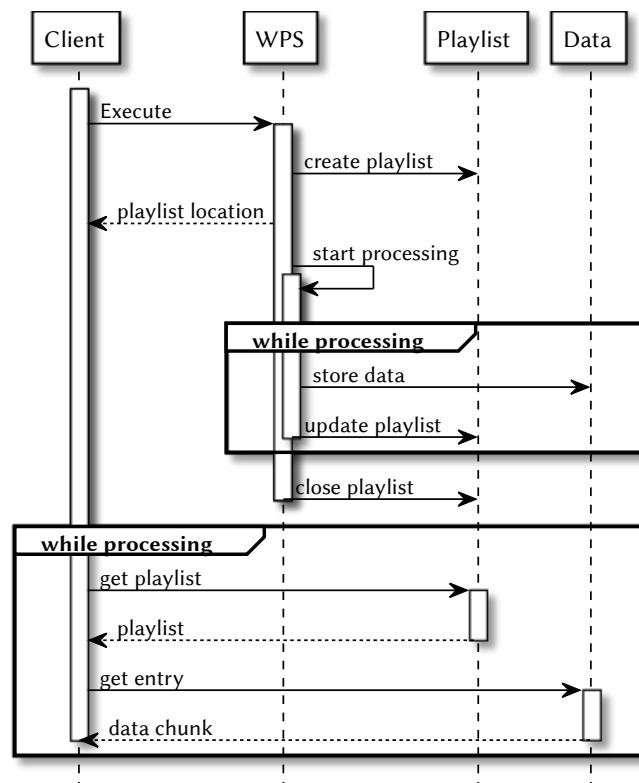 Client WPS Playlist Data
Execute
create playlist
playlist location
start processing
while processing
store data
update playlist
close playlist
while processing
get playlist
playlist
get entry
data chunk